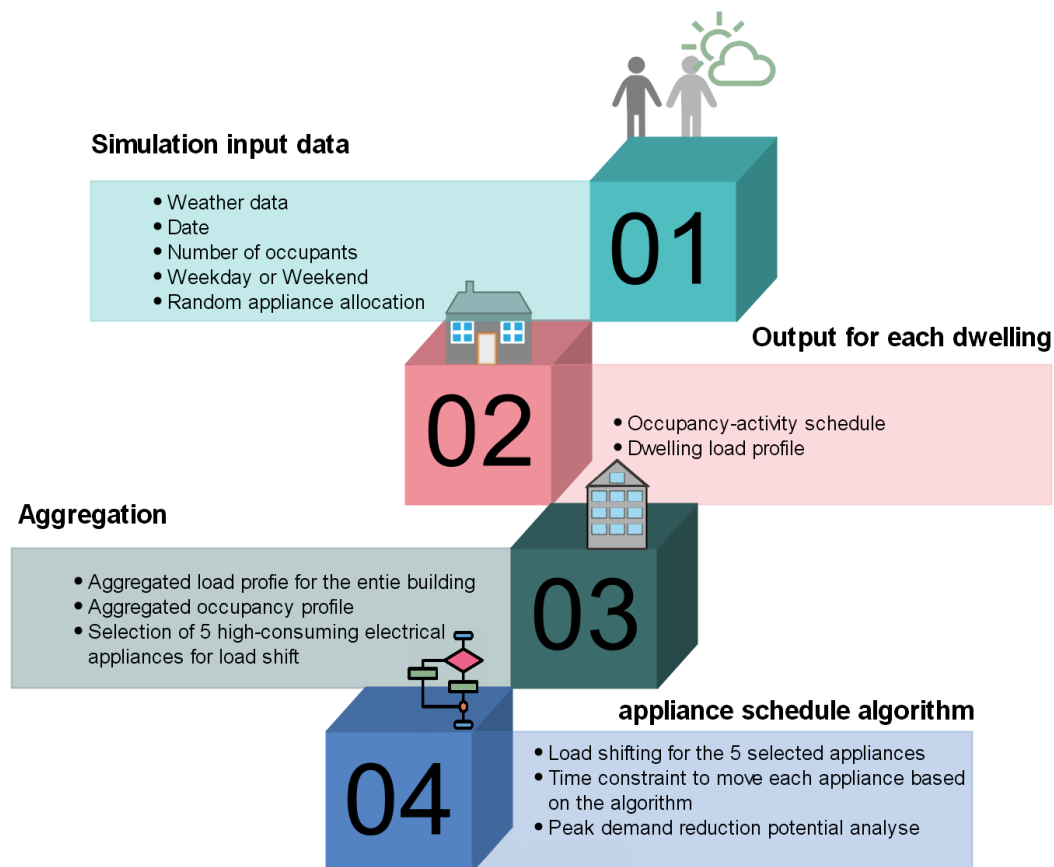 Simulation input data
• Weather data
• Date
• Number of occupants
• Weekday or Weekend
• Random appliance allocation
01
Output for each dwelling
02
• Occupancy-activity schedule
• Dwelling load profile
Aggregation
• Aggregated load profie for the entie building
• Aggregated occupancy profile
• Selection of 5 high-consuming electrical
appliances for load shift
03
appliance schedule algorithm
04
• Load shifting for the 5 selected appliances
• Time constraint to move each appliance based
on the algorithm
• Peak demand reduction potential analyse